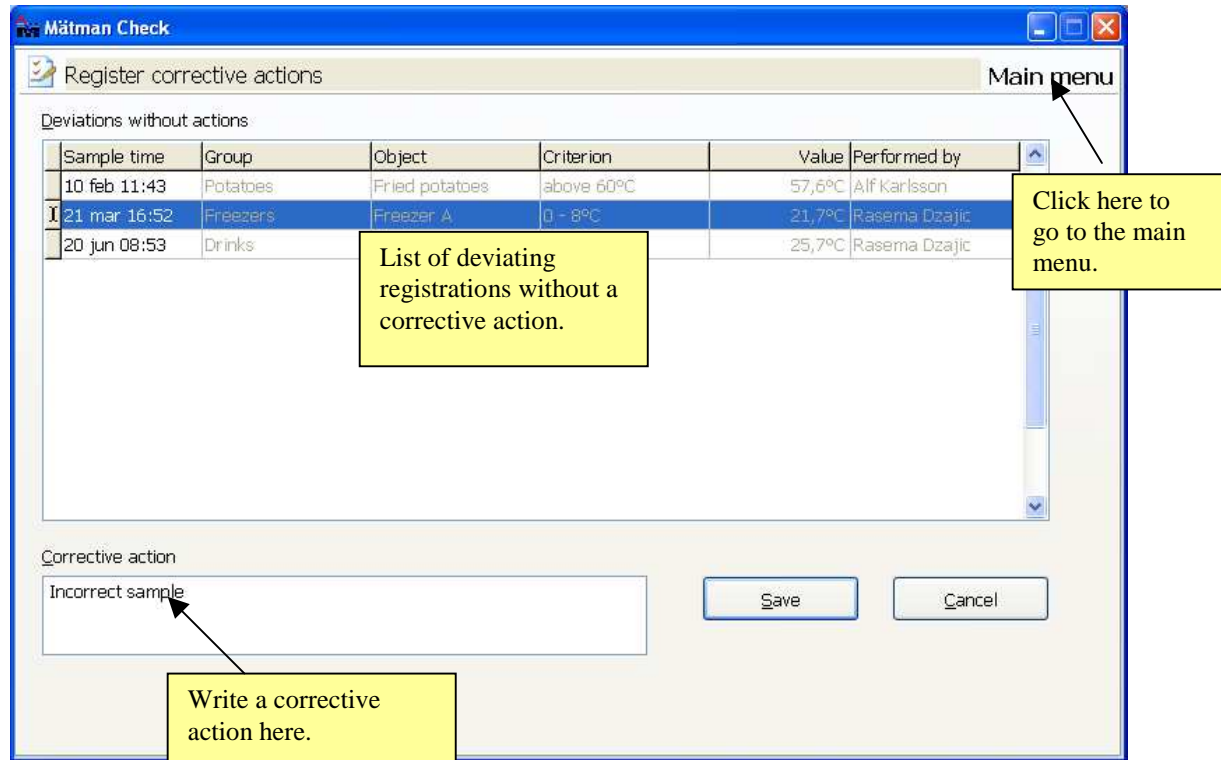 Mätman Check
Register corrective actions Main menu
Deviations without actions
Sample time Group Object Criterion Value Performed by
10 feb 11:43 Potatoes Fried potatoes above 60ºC 57,6ºC Alf Karlsson
21 mar 16:52 Freezers Freezer A 0 - 8ºC 21,7ºC Rasema Dzajic
20 jun 08:53 Drinks 25,7ºC Rasema Dzajic
Click here to
go to the main
menu.
List of deviating
registrations without a
corrective action.
Corrective action
Incorrect sample
Save Cancel
Write a corrective
action here.